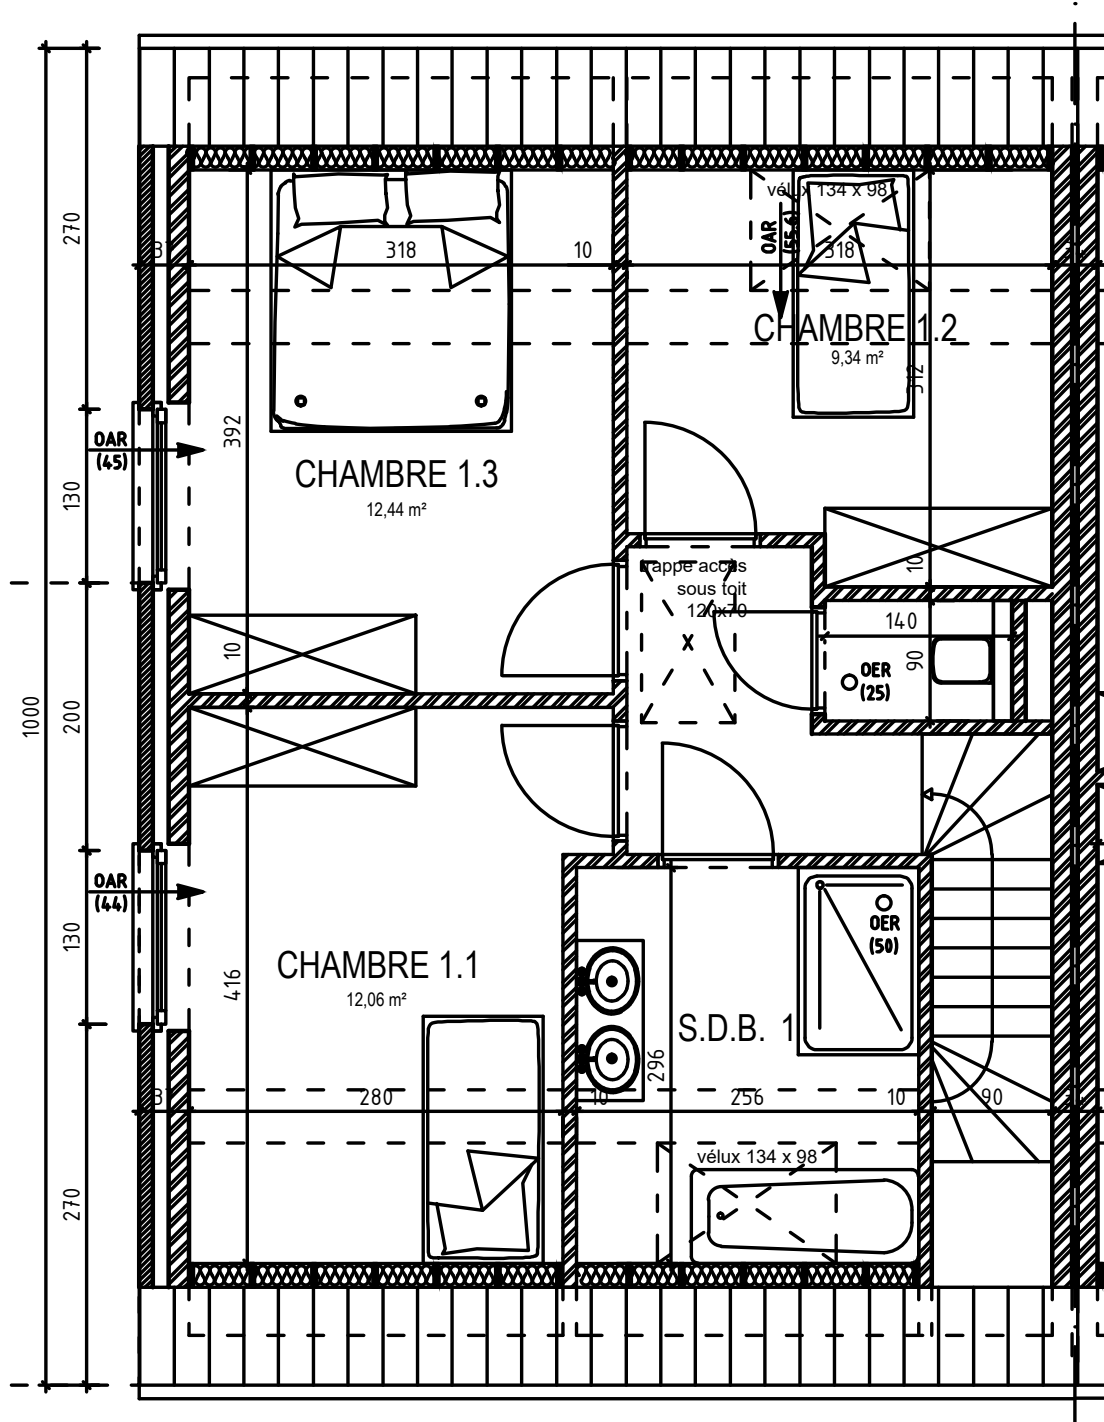 vélux 134 x 98
270
OAR
(55.6)
318
10
318
CHAMBRE 1.2
9,34 m²
312
392
OAR
(45)
CHAMBRE 1.3
12,44 m²
130
trappe accès
sous toit
120x70
10
140
10
90
OER
(25)
1000
200
OAR
(44)
130
416
CHAMBRE 1.1
12,06 m²
OER
(50)
S.D.B. 1
296
280
10
256
10
90
vélux 134 x 98
270